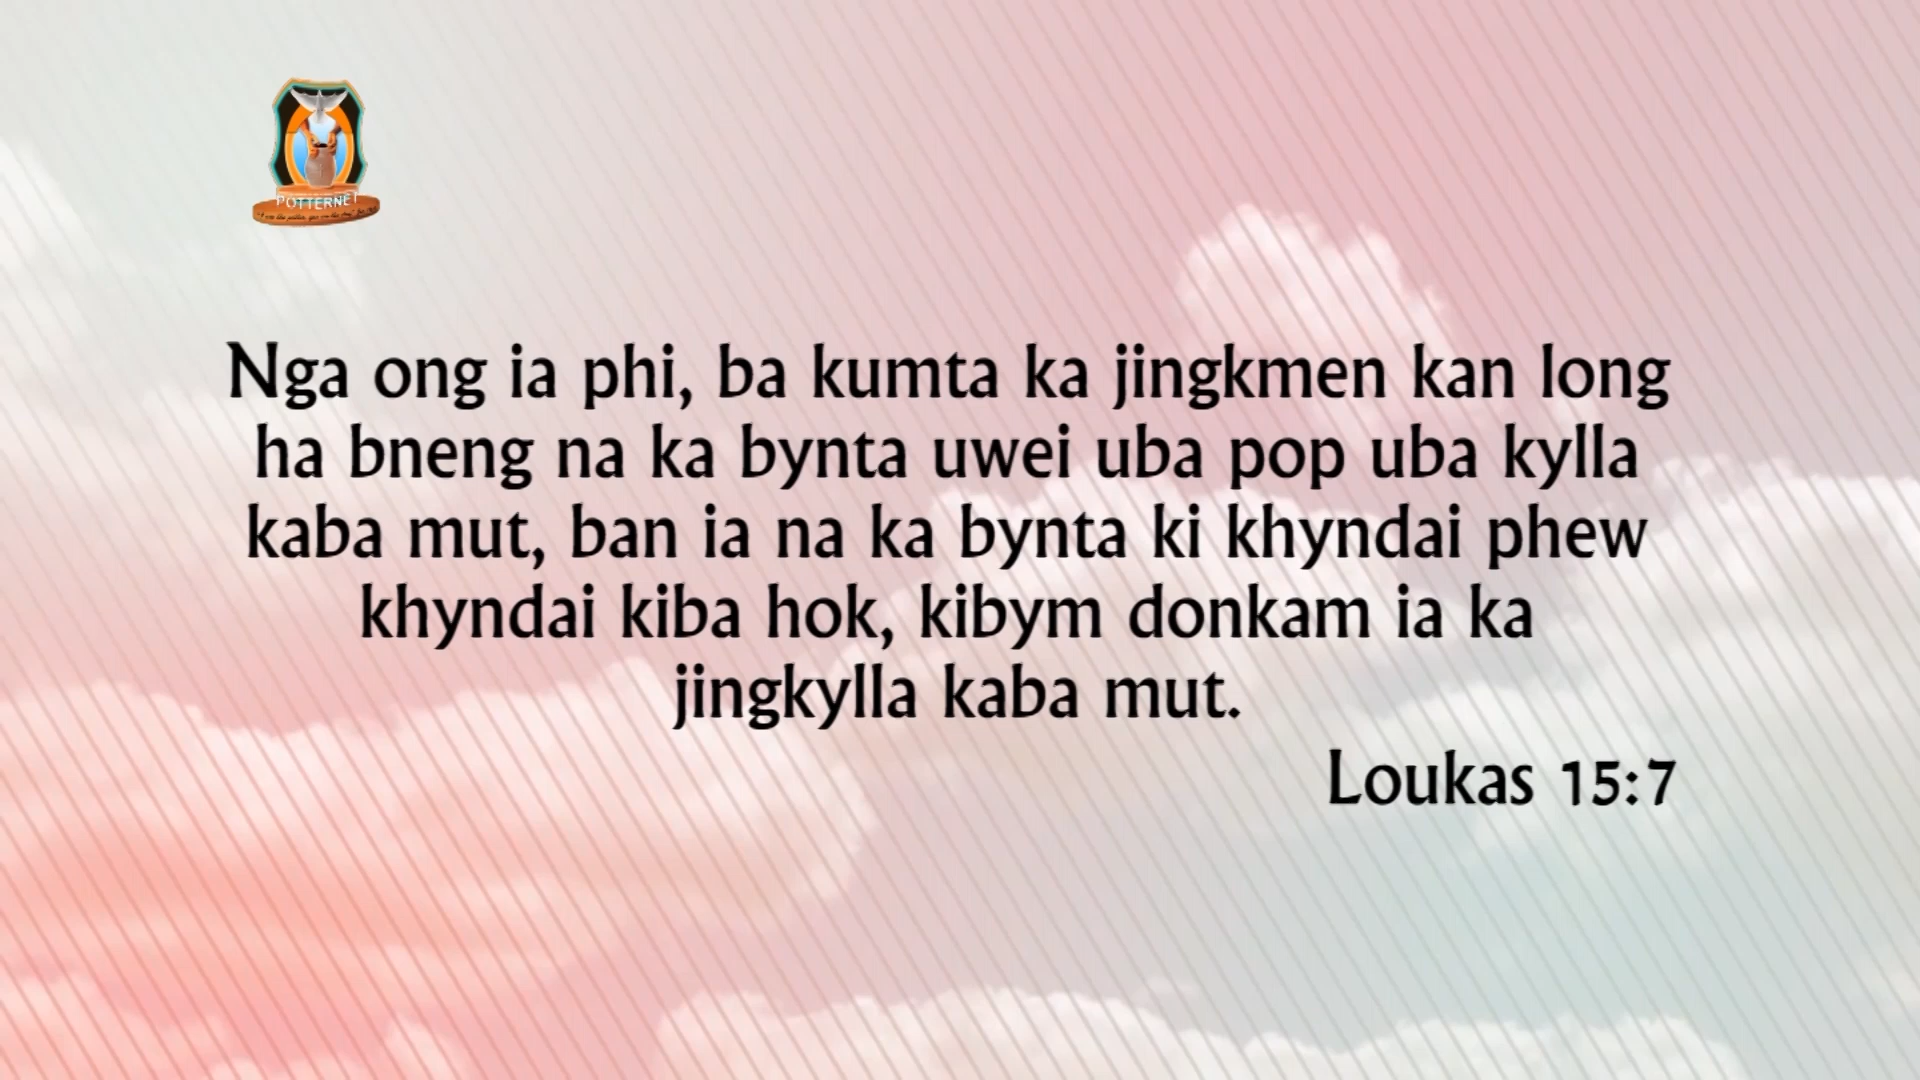 POTTERNET
Nga ong ia phi, ba kumta ka jingkmen kan long
ha bneng na ka bynta uwei uba pop uba kylla
kaba mut, ban ia na ka bynta ki khyndai phew
khyndai kiba hok, kibym donkam ia ka
jingkylla kaba mut.
Loukas 15:7